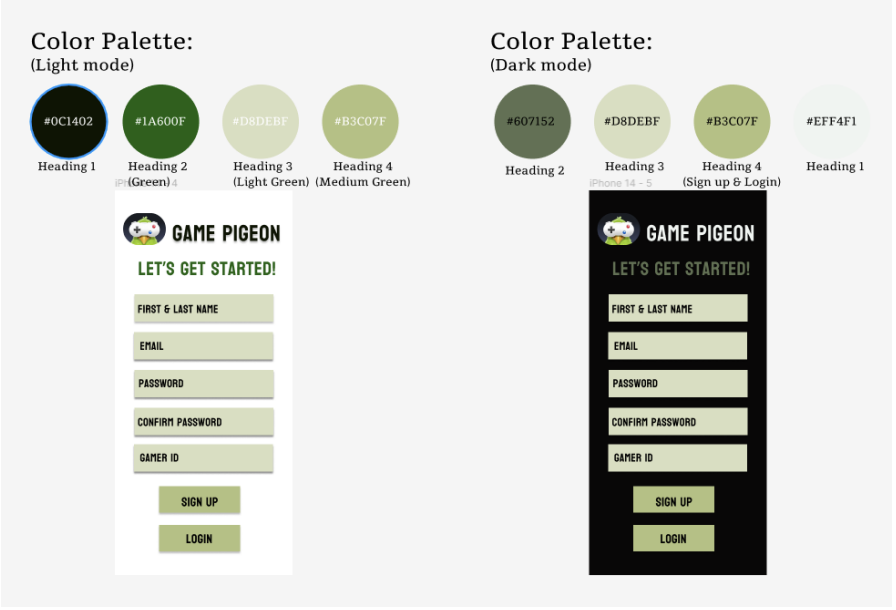 Color Palette:
(Light mode)
#0C1402
#1A600F
#D8DEBF
#B3C07F
Heading 1
Heading 2
(Green)
Heading 3
(Light Green)
Heading 4
(Medium Green)
GAME PIGEON
LET'S GET STARTED!
FIRST & LAST NAME
EMAIL
PASSWORD
CONFIRM PASSWORD
GAMER ID
SIGN UP
LOGIN
Color Palette:
(Dark mode)
#607152
#D8DEBF
#B3C07F
#EFF4F1
Heading 2
Heading 3
Heading 4
(Sign up & Login)
Heading 1
iPhone 14 - 5
GAME PIGEON
LET'S GET STARTED!
FIRST & LAST NAME
EMAIL
PASSWORD
CONFIRM PASSWORD
GAMER ID
SIGN UP
LOGIN